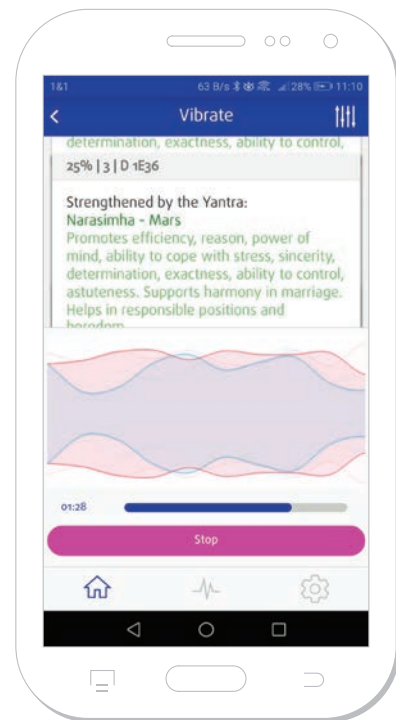 1&1 63 B/s 28% 11:10
Vibrate
determination, exactness, ability to control,
25% | 3 | D 1E36
Strengthened by the Yantra:
Narasimha - Mars
Promotes efficiency, reason, power of
mind, ability to cope with stress, sincerity,
determination, exactness, ability to control,
astuteness. Supports harmony in marriage.
Helps in responsible positions and
boredom
01:28
Stop